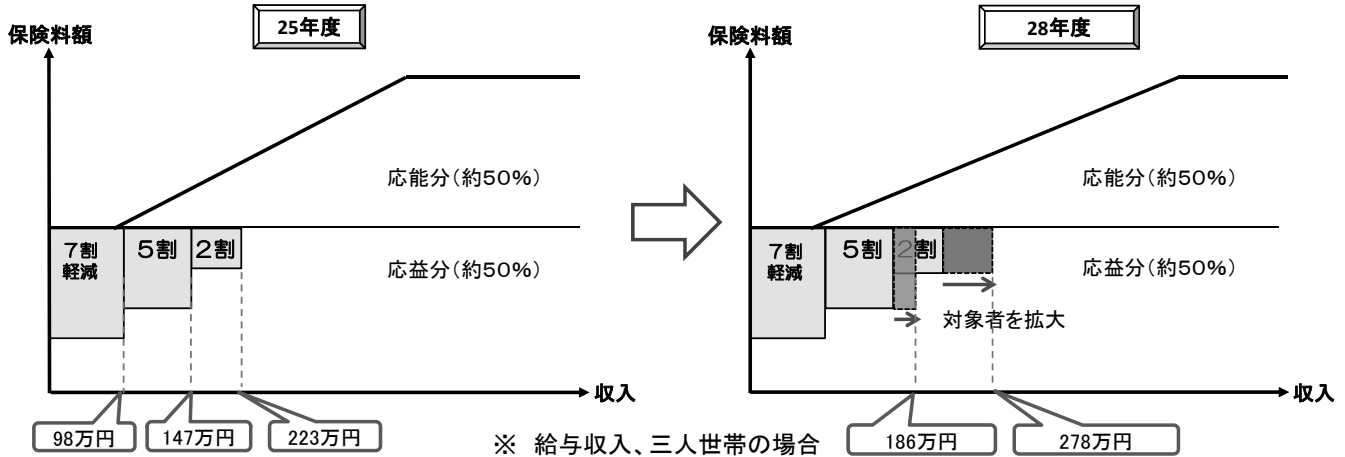 25年度
保険料額
応能分(約50%)
7割
軽減
5割
2割
応益分(約50%)
収入
98万円
147万円
223万円
28年度
保険料額
応能分(約50%)
7割
軽減
5割
2割
応益分(約50%)
対象者を拡大
収入
186万円
278万円
※ 給与収入、三人世帯の場合